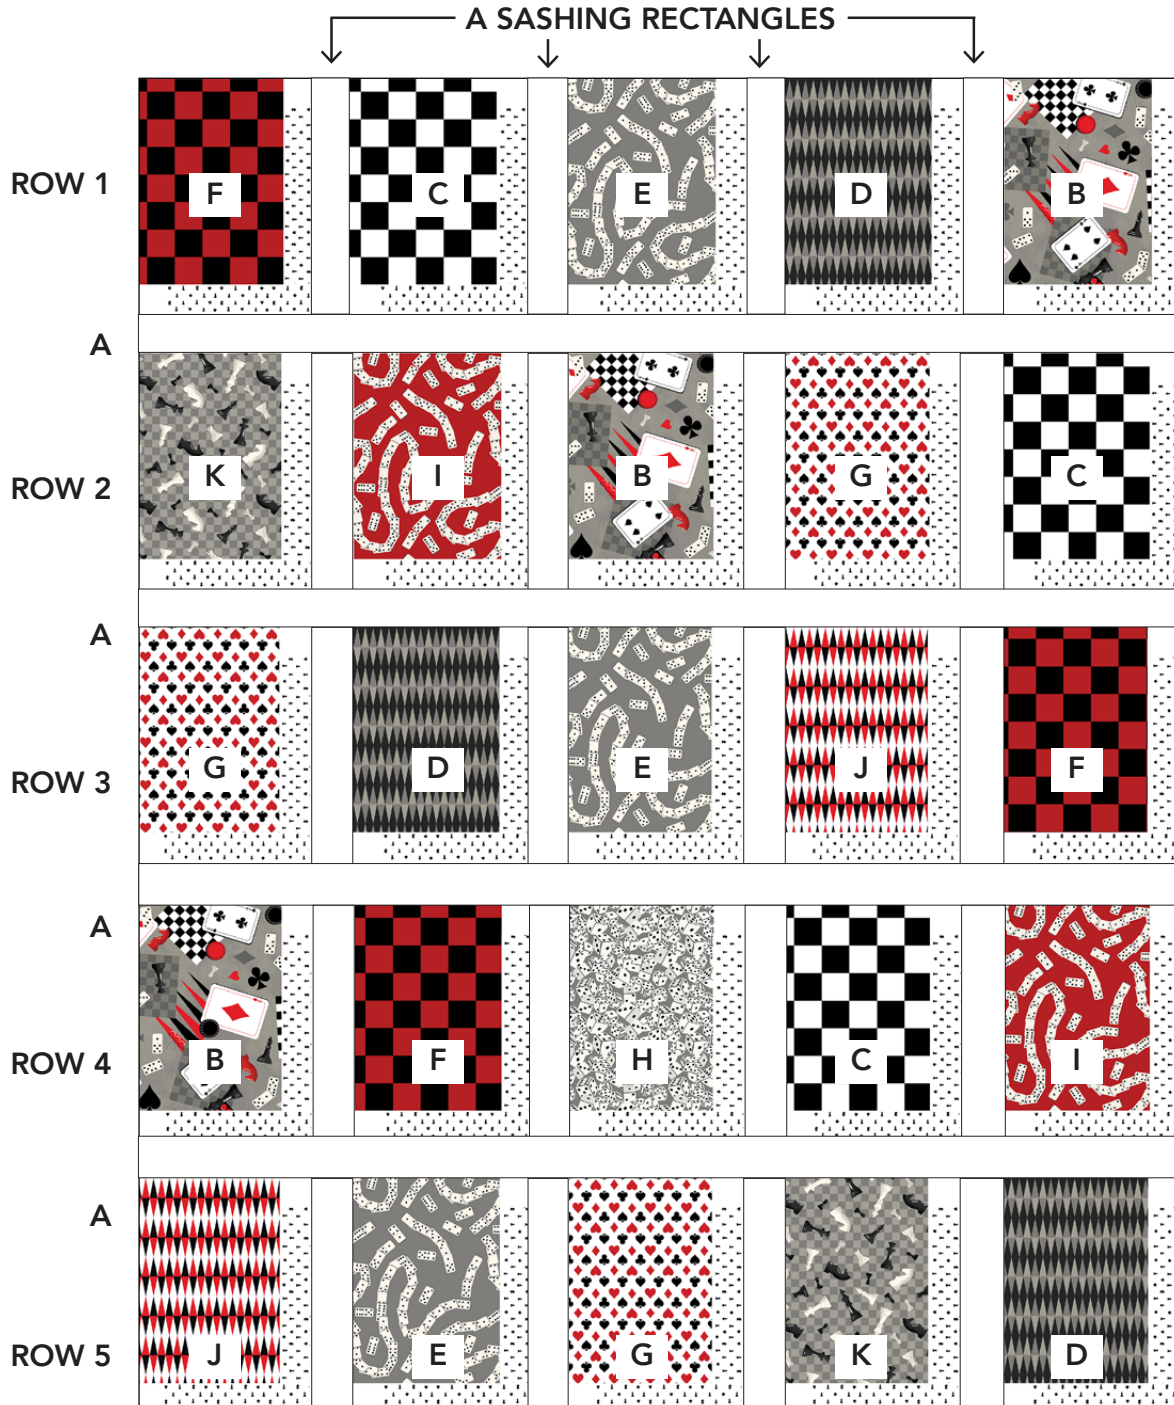 A SASHING RECTANGLES
ROW 1 F C E D B
A
ROW 2 K I B G C
A
ROW 3 G D E J F
A
ROW 4 B F H C I
A
ROW 5 J E G K D